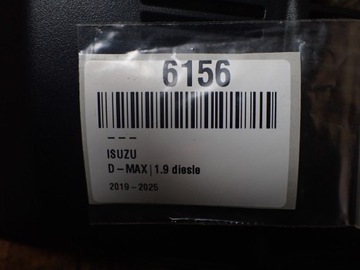 6156
– – –
ISUZU
D – MAX | 1.9 diesle
2019 – 2025